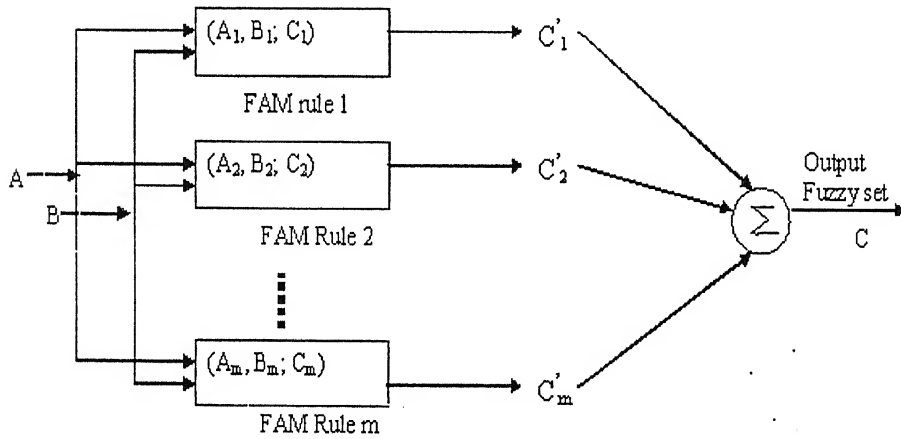 (A₁, B₁; C₁)
C'₁
FAM rule 1
(A₂, B₂; C₂)
C'₂
A
B
FAM Rule 2
Output
Fuzzy set
Σ
C
(Aₘ, Bₘ; Cₘ)
C'ₘ
FAM Rule m